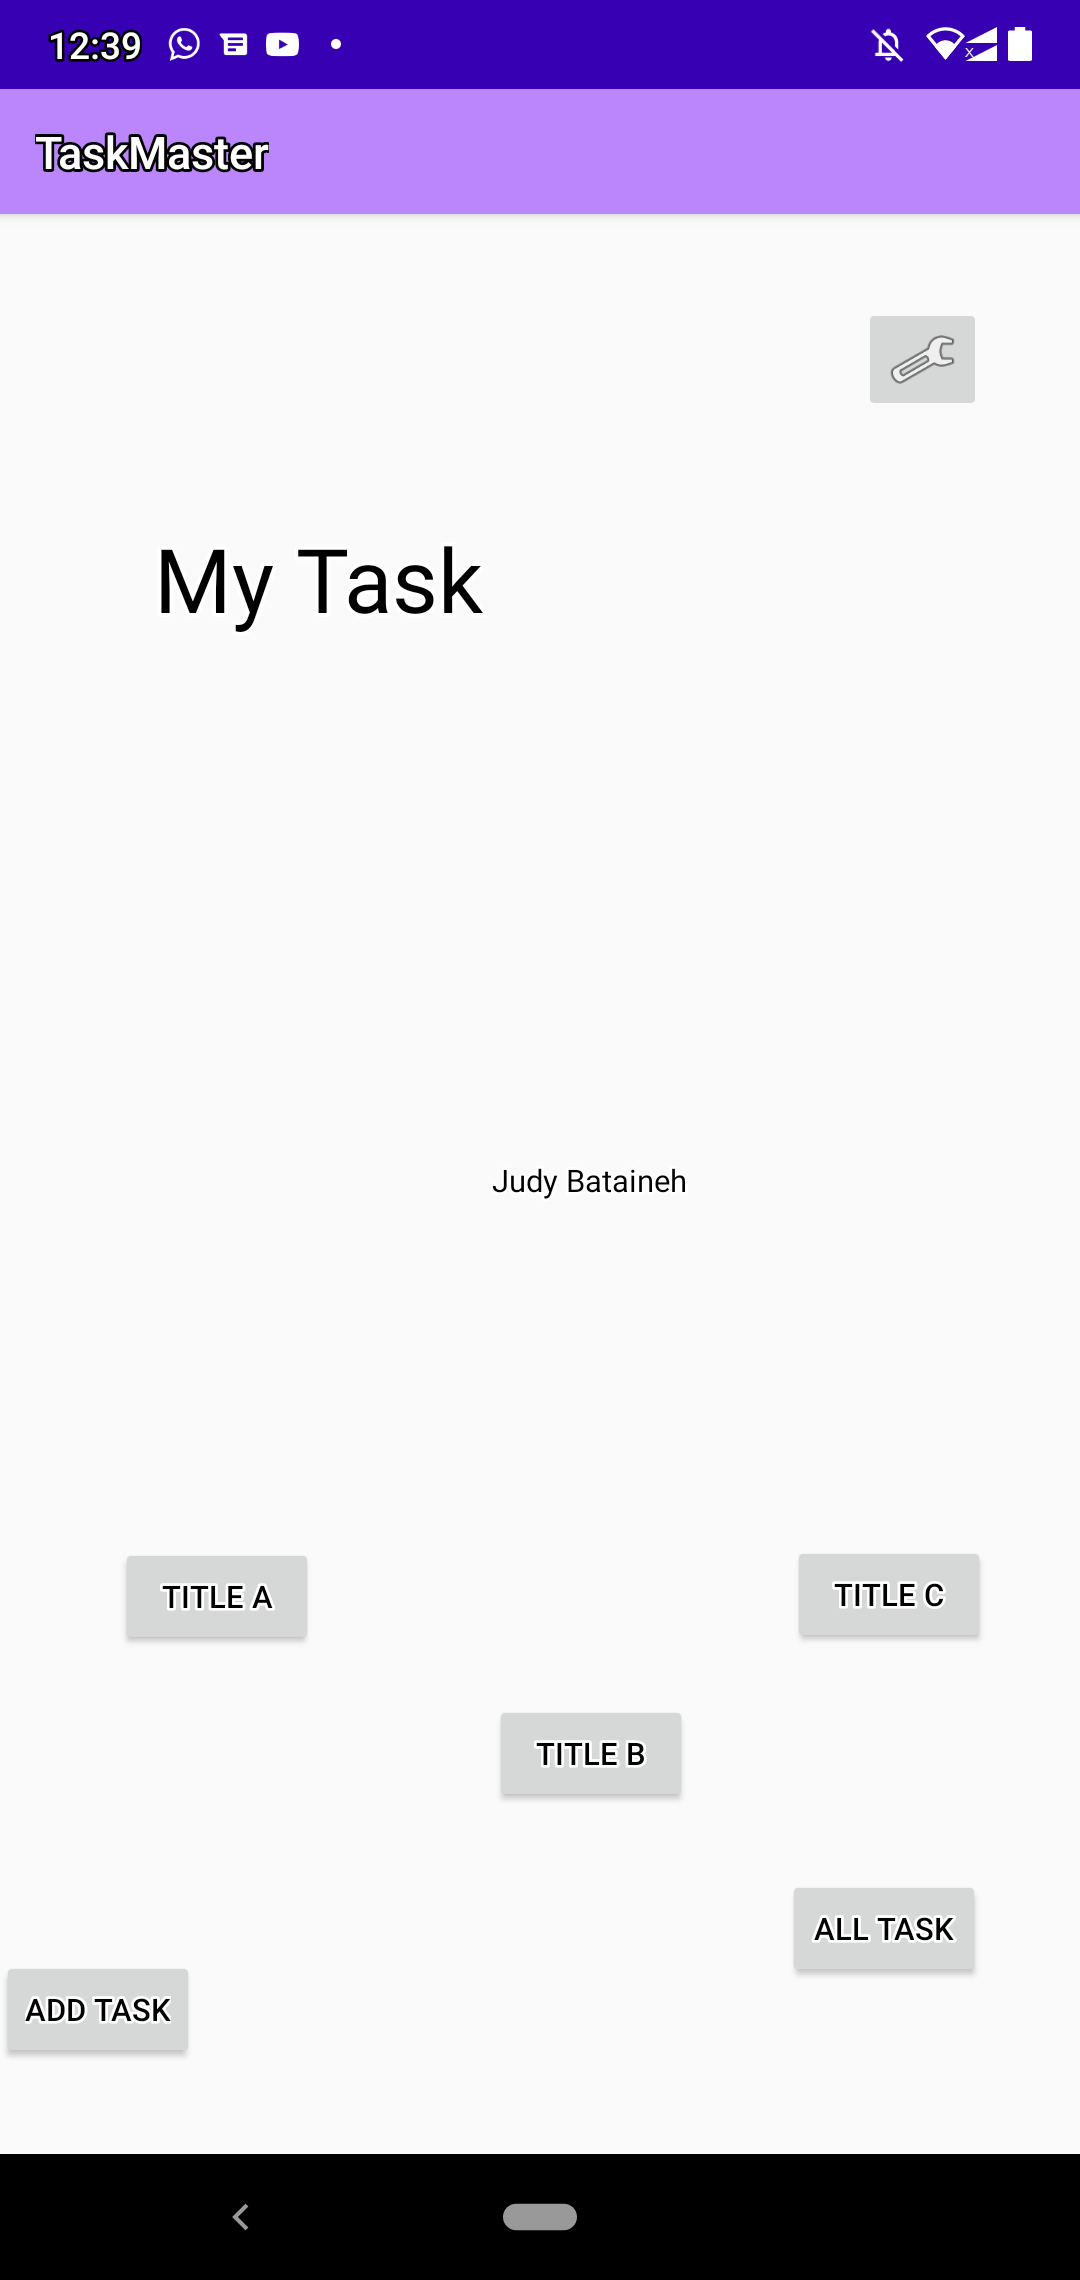 12:39
TaskMaster
My Task
Judy Bataineh
TITLE A
TITLE C
TITLE B
ALL TASK
ADD TASK